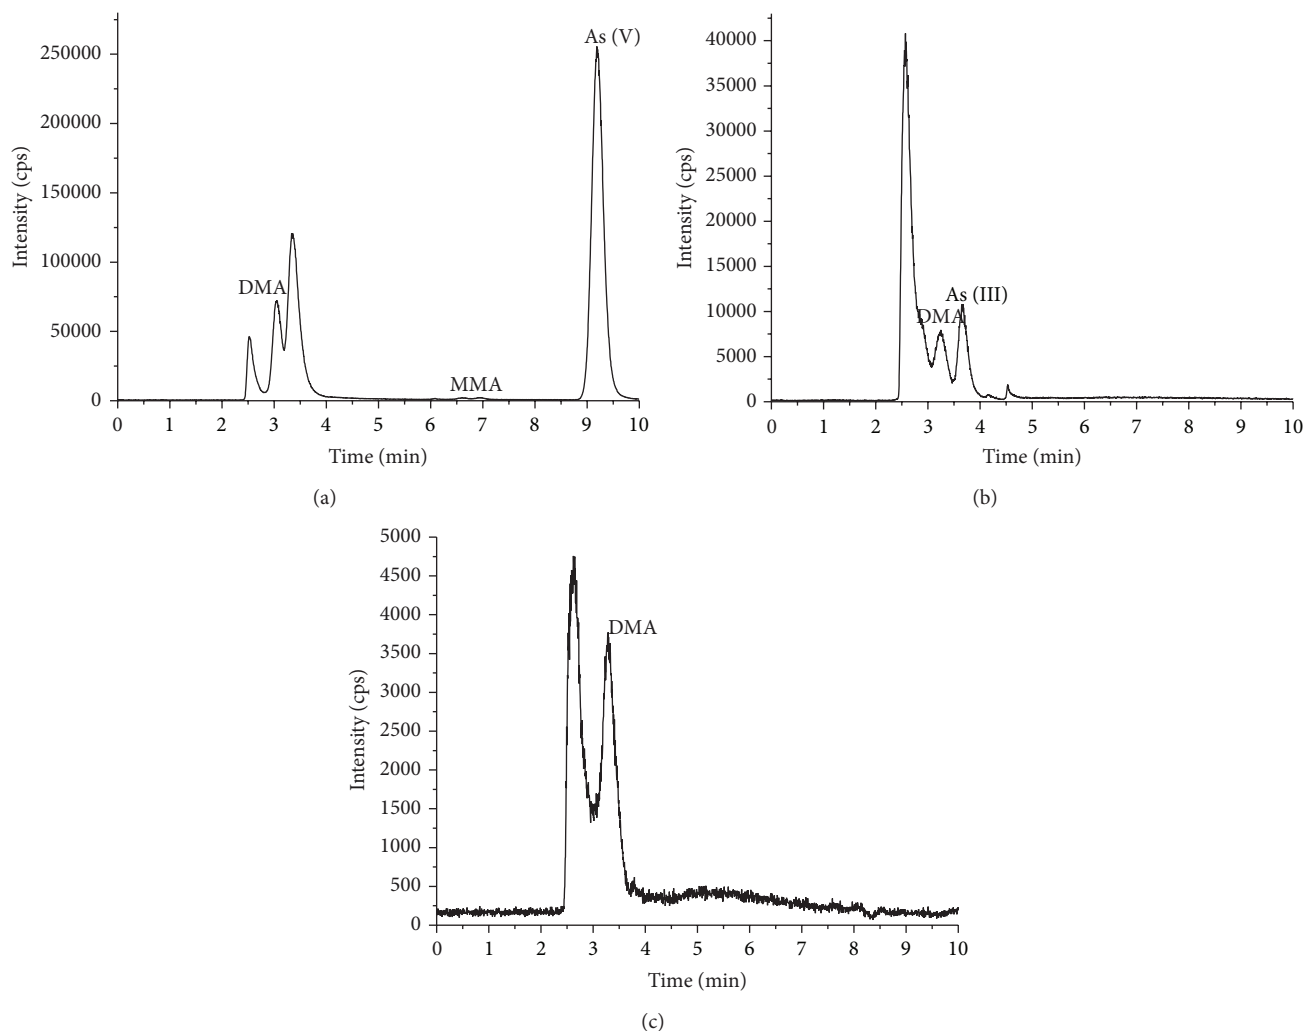 As (V)
250000
200000
150000
100000
50000
0
Intensity (cps)
DMA
MMA
0 1 2 3 4 5 6 7 8 9 10
Time (min)
(a)
40000
35000
30000
25000
20000
15000
10000
5000
0
Intensity (cps)
As (III)
DMA
0 1 2 3 4 5 6 7 8 9 10
Time (min)
(b)
5000
4500
4000
3500
3000
2500
2000
1500
1000
500
0
Intensity (cps)
DMA
0 1 2 3 4 5 6 7 8 9 10
Time (min)
(c)